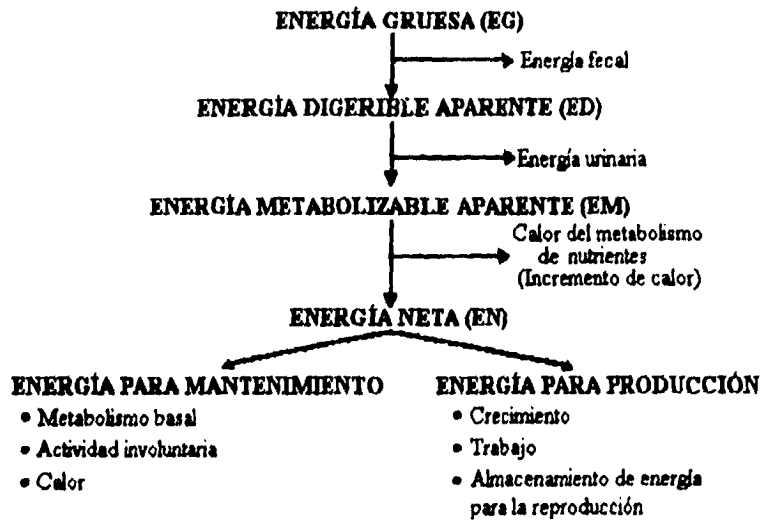 ENERGÍA GRUESA (EG)
Energía fecal
ENERGÍA DIGERIBLE APARENTE (ED)
Energía urinaria
ENERGÍA METABOLIZABLE APARENTE (EM)
Calor del metabolismo
de nutrientes
(Incremento de calor)
ENERGÍA NETA (EN)
ENERGÍA PARA MANTENIMIENTO
• Metabolismo basal
• Actividad involuntaria
• Calor
ENERGÍA PARA PRODUCCIÓN
• Crecimiento
• Trabajo
• Almacenamiento de energía
para la reproducción